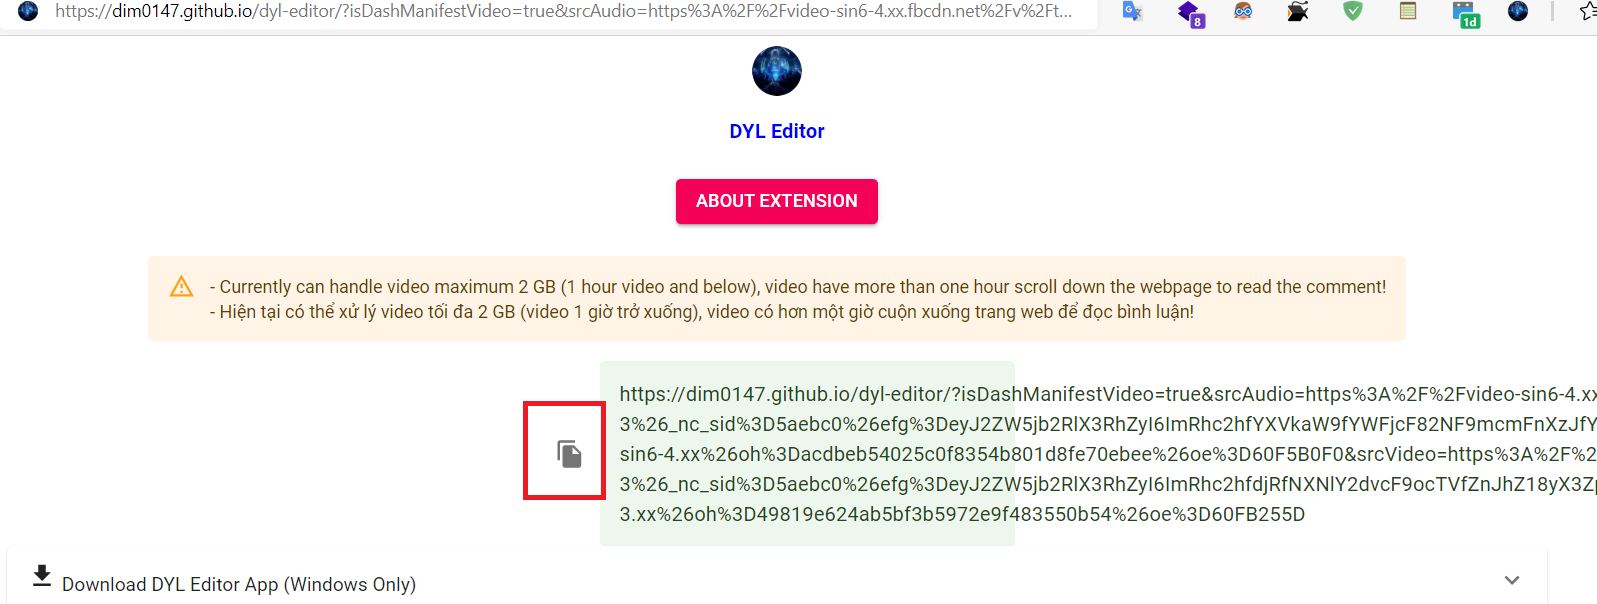 https://dim0147.github.io/dyl-editor/?isDashManifestVideo=true&srcAudio=https%3A%2F%2Fvideo-sin6-4.xx.fbcdn.net%2Fv%2Ft...
8
1d
DYL Editor
ABOUT EXTENSION
- Currently can handle video maximum 2 GB (1 hour video and below), video have more than one hour scroll down the webpage to read the comment!
- Hiện tại có thể xử lý video tối đa 2 GB (video 1 giờ trở xuống), video có hơn một giờ cuộn xuống trang web để đọc bình luận!
https://dim0147.github.io/dyl-editor/?isDashManifestVideo=true&srcAudio=https%3A%2F%2Fvideo-sin6-4.xx
3%26_nc_sid%3D5aebc0%26efg%3DeyJ2ZW5jb2RlX3RhZyI6ImRhc2hfYXVkaW9fYWFjcF82NF9mcmFnXzJfY
sin6-4.xx%26oh%3Dacdbeb54025c0f8354b801d8fe70ebee%26oe%3D60F5B0F0&srcVideo=https%3A%2F%2
3%26_nc_sid%3D5aebc0%26efg%3DeyJ2ZW5jb2RlX3RhZyI6ImRhc2hfdjRfNXNlY2dvcF9ocTVfZnJhZ18yX3Zp
3.xx%26oh%3D49819e624ab5bf3b5972e9f483550b54%26oe%3D60FB255D
Download DYL Editor App (Windows Only)